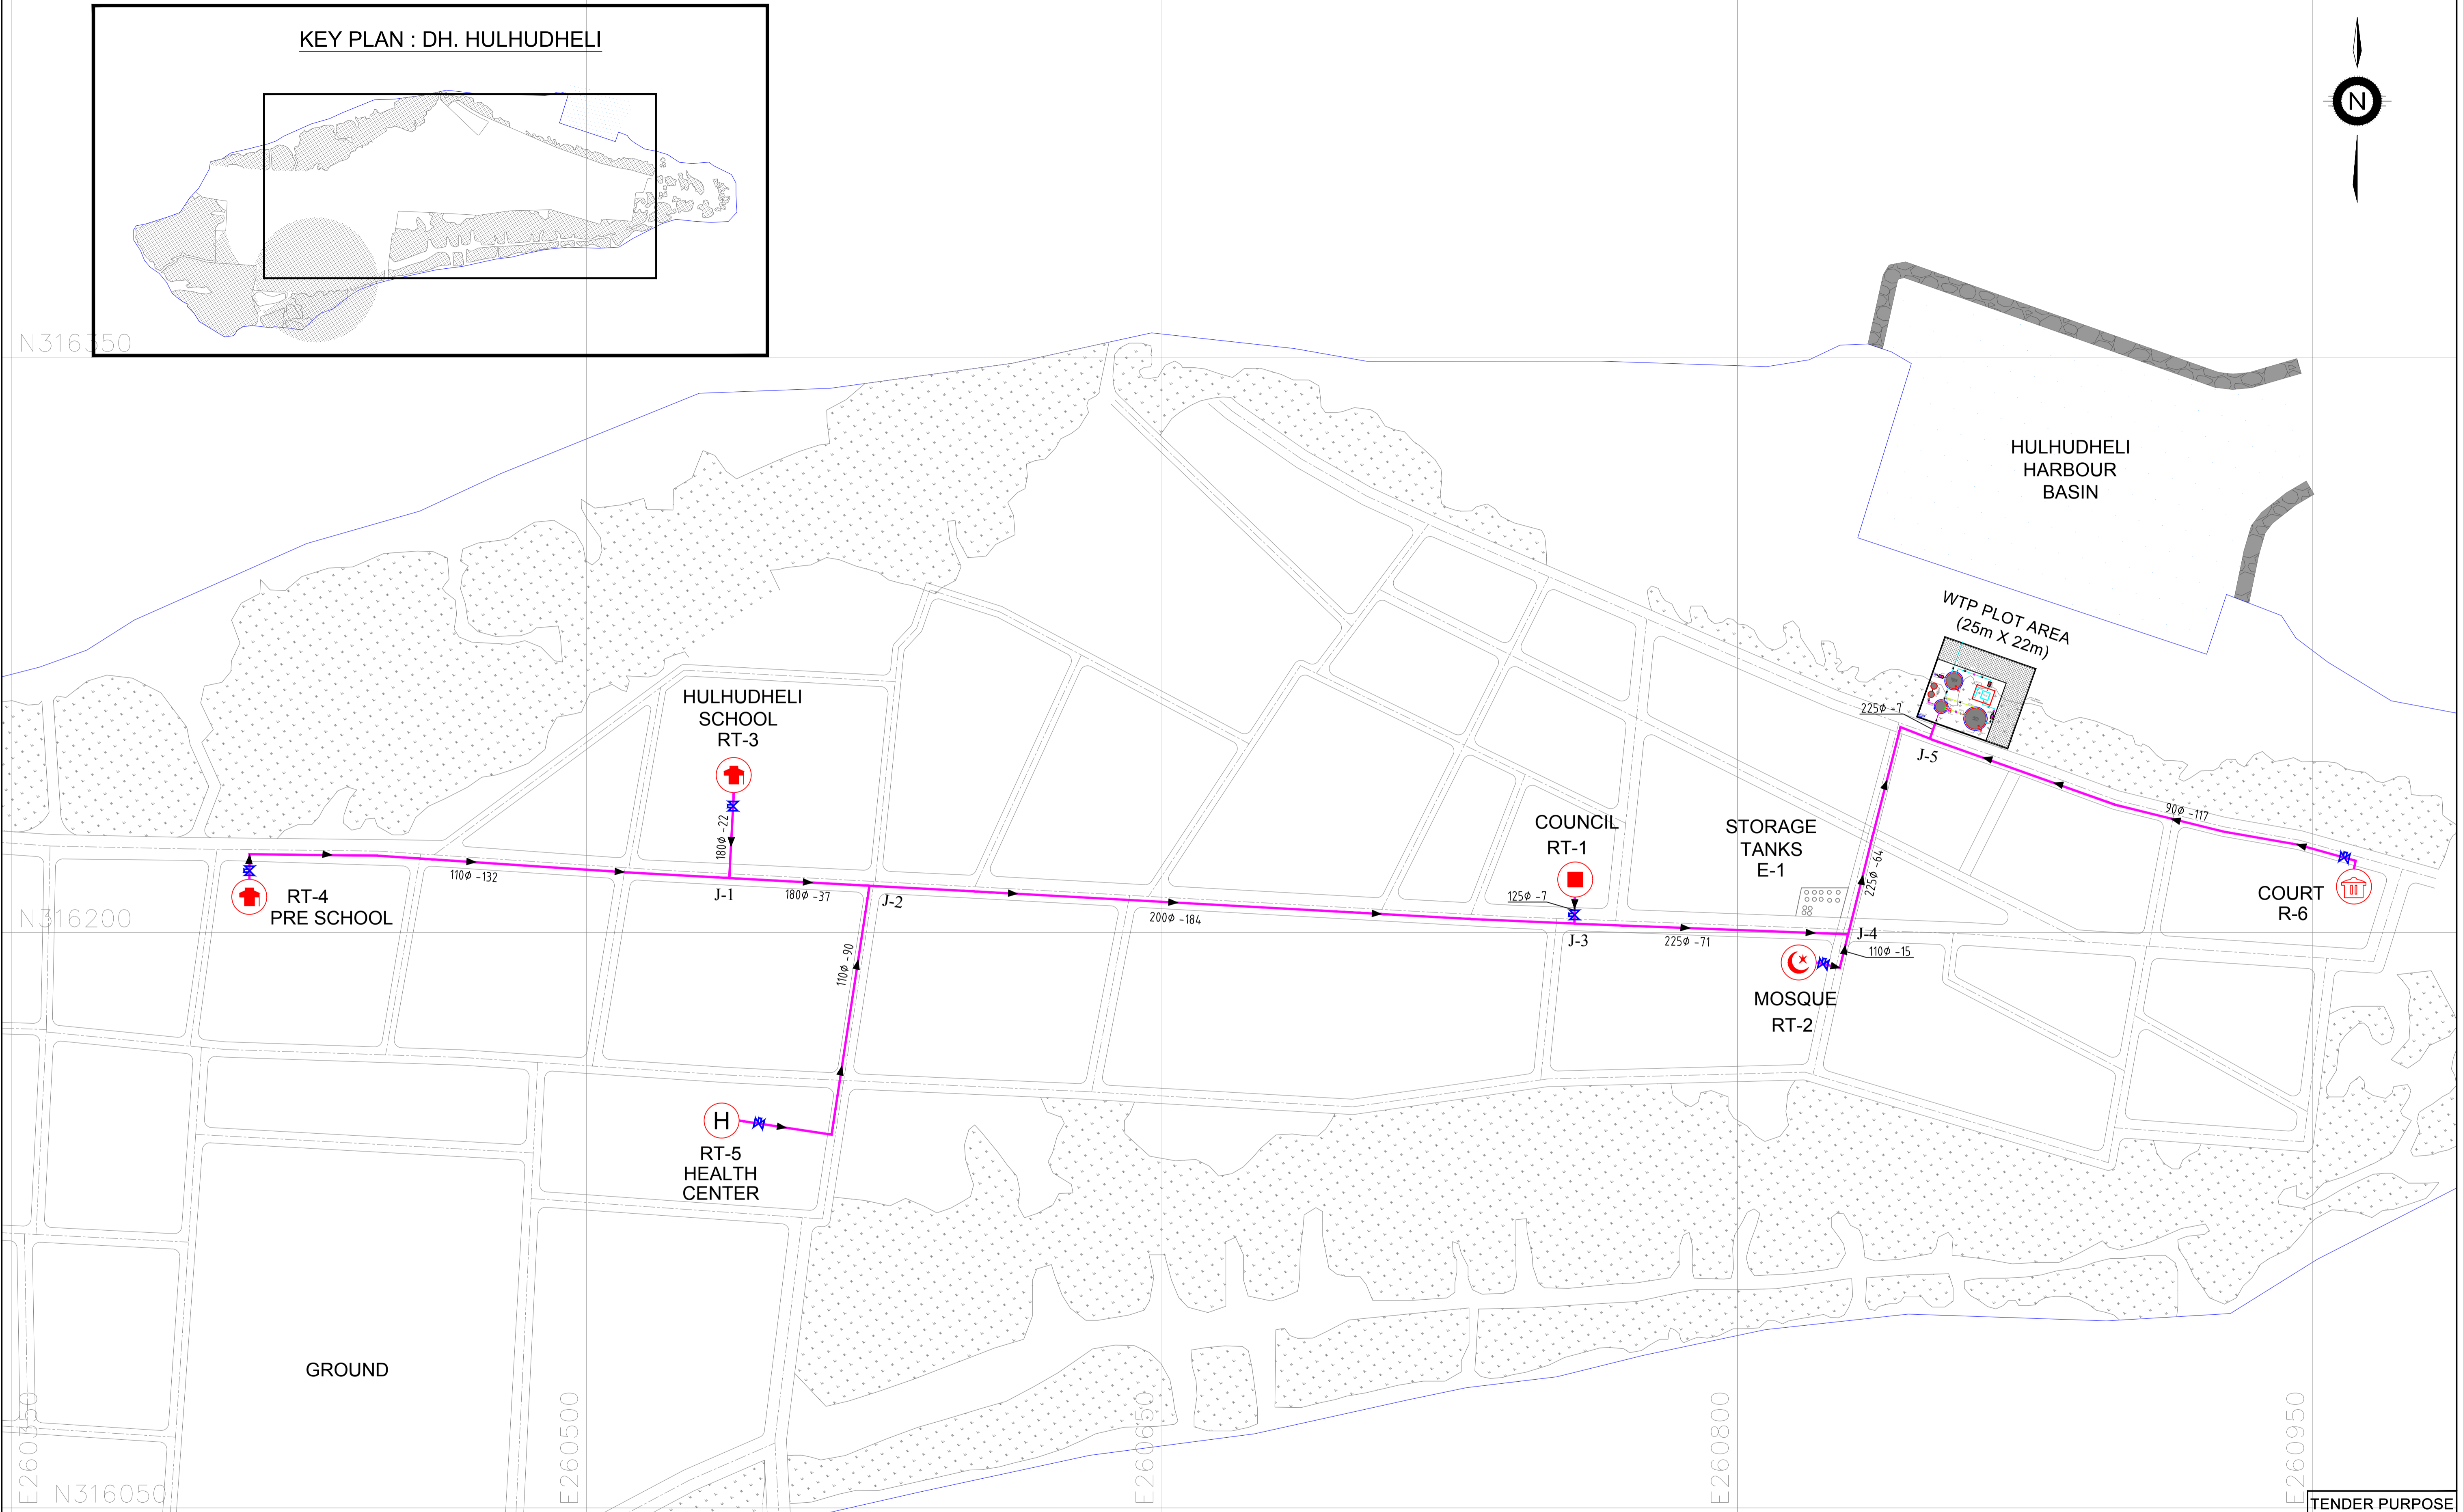 KEY PLAN : DH. HULHUDHELI
N
N316350
HULHUDHELI
HARBOUR
BASIN
WTP PLOT AREA
(25m X 22m)
225ø -7
J-5
HULHUDHELI
SCHOOL
RT-3
180ø -22
90ø -117
COUNCIL
RT-1
STORAGE
TANKS
E-1
225ø -64
110ø -132
J-1
180ø -37
J-2
RT-4
PRE SCHOOL
125ø -7
COURT
R-6
N316200
200ø -184
J-3
225ø -71
J-4
110ø -15
110ø -90
MOSQUE
RT-2
H
RT-5
HEALTH
CENTER
GROUND
E260350
E260500
E260650
E260800
E260950
N316050
TENDER PURPOSE